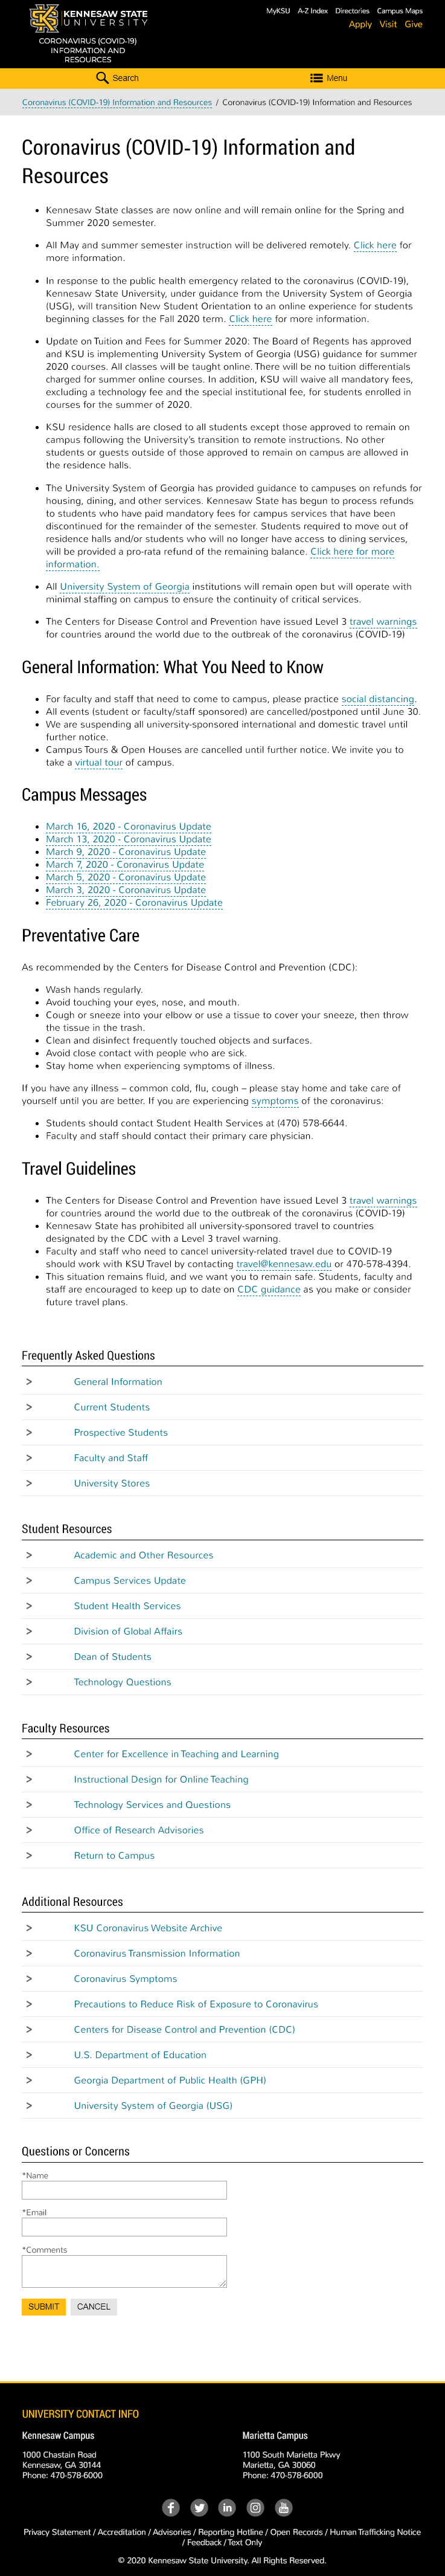 KENNESAW STATE
UNIVERSITY
MyKSU A-Z Index Directories Campus Maps
Apply Visit Give
CORONAVIRUS (COVID-19)
INFORMATION AND
RESOURCES
Search
Menu
Coronavirus (COVID-19) Information and Resources / Coronavirus (COVID-19) Information and Resources
Coronavirus (COVID-19) Information and
Resources
Kennesaw State classes are now online and will remain online for the Spring and
Summer 2020 semester.
All May and summer semester instruction will be delivered remotely. Click here for
more information.
In response to the public health emergency related to the coronavirus (COVID-19),
Kennesaw State University, under guidance from the University System of Georgia
(USG), will transition New Student Orientation to an online experience for students
beginning classes for the Fall 2020 term. Click here for more information.
Update on Tuition and Fees for Summer 2020: The Board of Regents has approved
and KSU is implementing University System of Georgia (USG) guidance for summer
2020 courses. All classes will be taught online. There will be no tuition differentials
charged for summer online courses. In addition, KSU will waive all mandatory fees,
excluding a technology fee and the special institutional fee, for students enrolled in
courses for the summer of 2020.
KSU residence halls are closed to all students except those approved to remain on
campus following the University's transition to remote instructions. No other
students or guests outside of those approved to remain on campus are allowed in
the residence halls.
The University System of Georgia has provided guidance to campuses on refunds for
housing, dining, and other services. Kennesaw State has begun to process refunds
to students who have paid mandatory fees for campus services that have been
discontinued for the remainder of the semester. Students required to move out of
residence halls and/or students who will no longer have access to dining services,
will be provided a pro-rata refund of the remaining balance. Click here for more
information.
All University System of Georgia institutions will remain open but will operate with
minimal staffing on campus to ensure the continuity of critical services.
The Centers for Disease Control and Prevention have issued Level 3 travel warnings
for countries around the world due to the outbreak of the coronavirus (COVID-19)
General Information: What You Need to Know
For faculty and staff that need to come to campus, please practice social distancing.
All events (student or faculty/staff sponsored) are cancelled/postponed until June 30.
We are suspending all university-sponsored international and domestic travel until
further notice.
Campus Tours & Open Houses are cancelled until further notice. We invite you to
take a virtual tour of campus.
Campus Messages
March 16, 2020 - Coronavirus Update
March 13, 2020 - Coronavirus Update
March 9, 2020 - Coronavirus Update
March 7, 2020 - Coronavirus Update
March 5, 2020 - Coronavirus Update
March 3, 2020 - Coronavirus Update
February 26, 2020 - Coronavirus Update
Preventative Care
As recommended by the Centers for Disease Control and Prevention (CDC):
Wash hands regularly.
Avoid touching your eyes, nose, and mouth.
Cough or sneeze into your elbow or use a tissue to cover your sneeze, then throw
the tissue in the trash.
Clean and disinfect frequently touched objects and surfaces.
Avoid close contact with people who are sick.
Stay home when experiencing symptoms of illness.
If you have any illness – common cold, flu, cough – please stay home and take care of
yourself until you are better. If you are experiencing symptoms of the coronavirus:
Students should contact Student Health Services at (470) 578-6644.
Faculty and staff should contact their primary care physician.
Travel Guidelines
The Centers for Disease Control and Prevention have issued Level 3 travel warnings
for countries around the world due to the outbreak of the coronavirus (COVID-19)
Kennesaw State has prohibited all university-sponsored travel to countries
designated by the CDC with a Level 3 travel warning.
Faculty and staff who need to cancel university-related travel due to COVID-19
should work with KSU Travel by contacting travel@kennesaw.edu or 470-578-4394.
This situation remains fluid, and we want you to remain safe. Students, faculty and
staff are encouraged to keep up to date on CDC guidance as you make or consider
future travel plans.
Frequently Asked Questions
General Information
Current Students
Prospective Students
Faculty and Staff
University Stores
Student Resources
Academic and Other Resources
Campus Services Update
Student Health Services
Division of Global Affairs
Dean of Students
Technology Questions
Faculty Resources
Center for Excellence in Teaching and Learning
Instructional Design for Online Teaching
Technology Services and Questions
Office of Research Advisories
Return to Campus
Additional Resources
KSU Coronavirus Website Archive
Coronavirus Transmission Information
Coronavirus Symptoms
Precautions to Reduce Risk of Exposure to Coronavirus
Centers for Disease Control and Prevention (CDC)
U.S. Department of Education
Georgia Department of Public Health (GPH)
University System of Georgia (USG)
Questions or Concerns
*Name
*Email
*Comments
SUBMIT CANCEL
UNIVERSITY CONTACT INFO
Kennesaw Campus
1000 Chastain Road
Kennesaw, GA 30144
Phone: 470-578-6000
Marietta Campus
1100 South Marietta Pkwy
Marietta, GA 30060
Phone: 470-578-6000
Privacy Statement / Accreditation / Advisories / Reporting Hotline / Open Records / Human Trafficking Notice
/ Feedback / Text Only
© 2020 Kennesaw State University. All Rights Reserved.